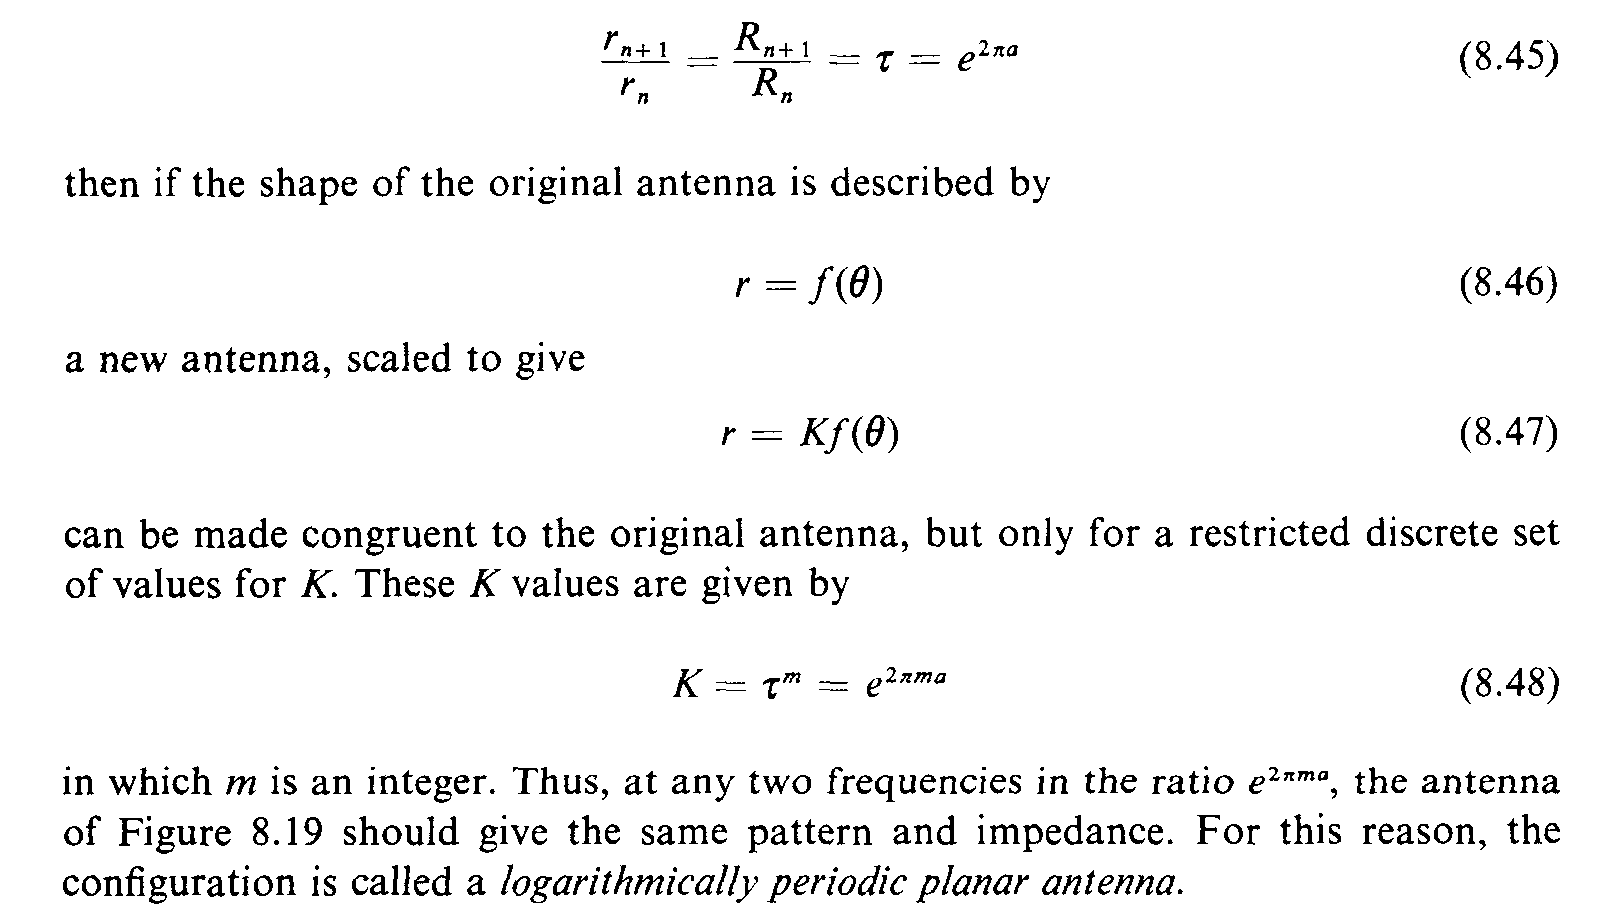 r_{n+1}/r_n = R_{n+1}/R_n = τ = e^{2πa} (8.45)
then if the shape of the original antenna is described by
r = f(θ) (8.46)
a new antenna, scaled to give
r = Kf(θ) (8.47)
can be made congruent to the original antenna, but only for a restricted discrete set
of values for K. These K values are given by
K = τ^m = e^{2πma} (8.48)
in which m is an integer. Thus, at any two frequencies in the ratio e^{2πma}, the antenna
of Figure 8.19 should give the same pattern and impedance. For this reason, the
configuration is called a logarithmically periodic planar antenna.